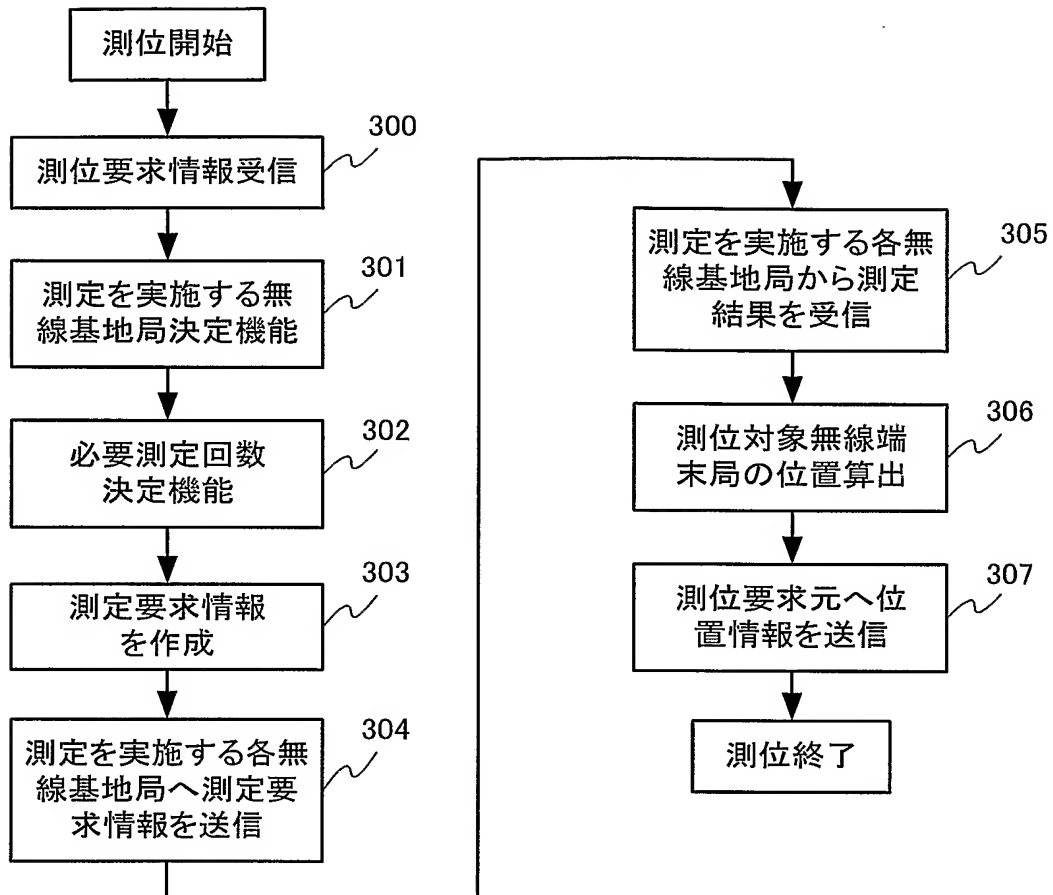 測位開始
300
測位要求情報受信
301
測定を実施する無
線基地局決定機能
302
必要測定回数
決定機能
303
測定要求情報
を作成
304
測定を実施する各無
線基地局へ測定要
求情報を送信
305
測定を実施する各無
線基地局から測定
結果を受信
306
測位対象無線端
末局の位置算出
307
測位要求元へ位
置情報を送信
測位終了